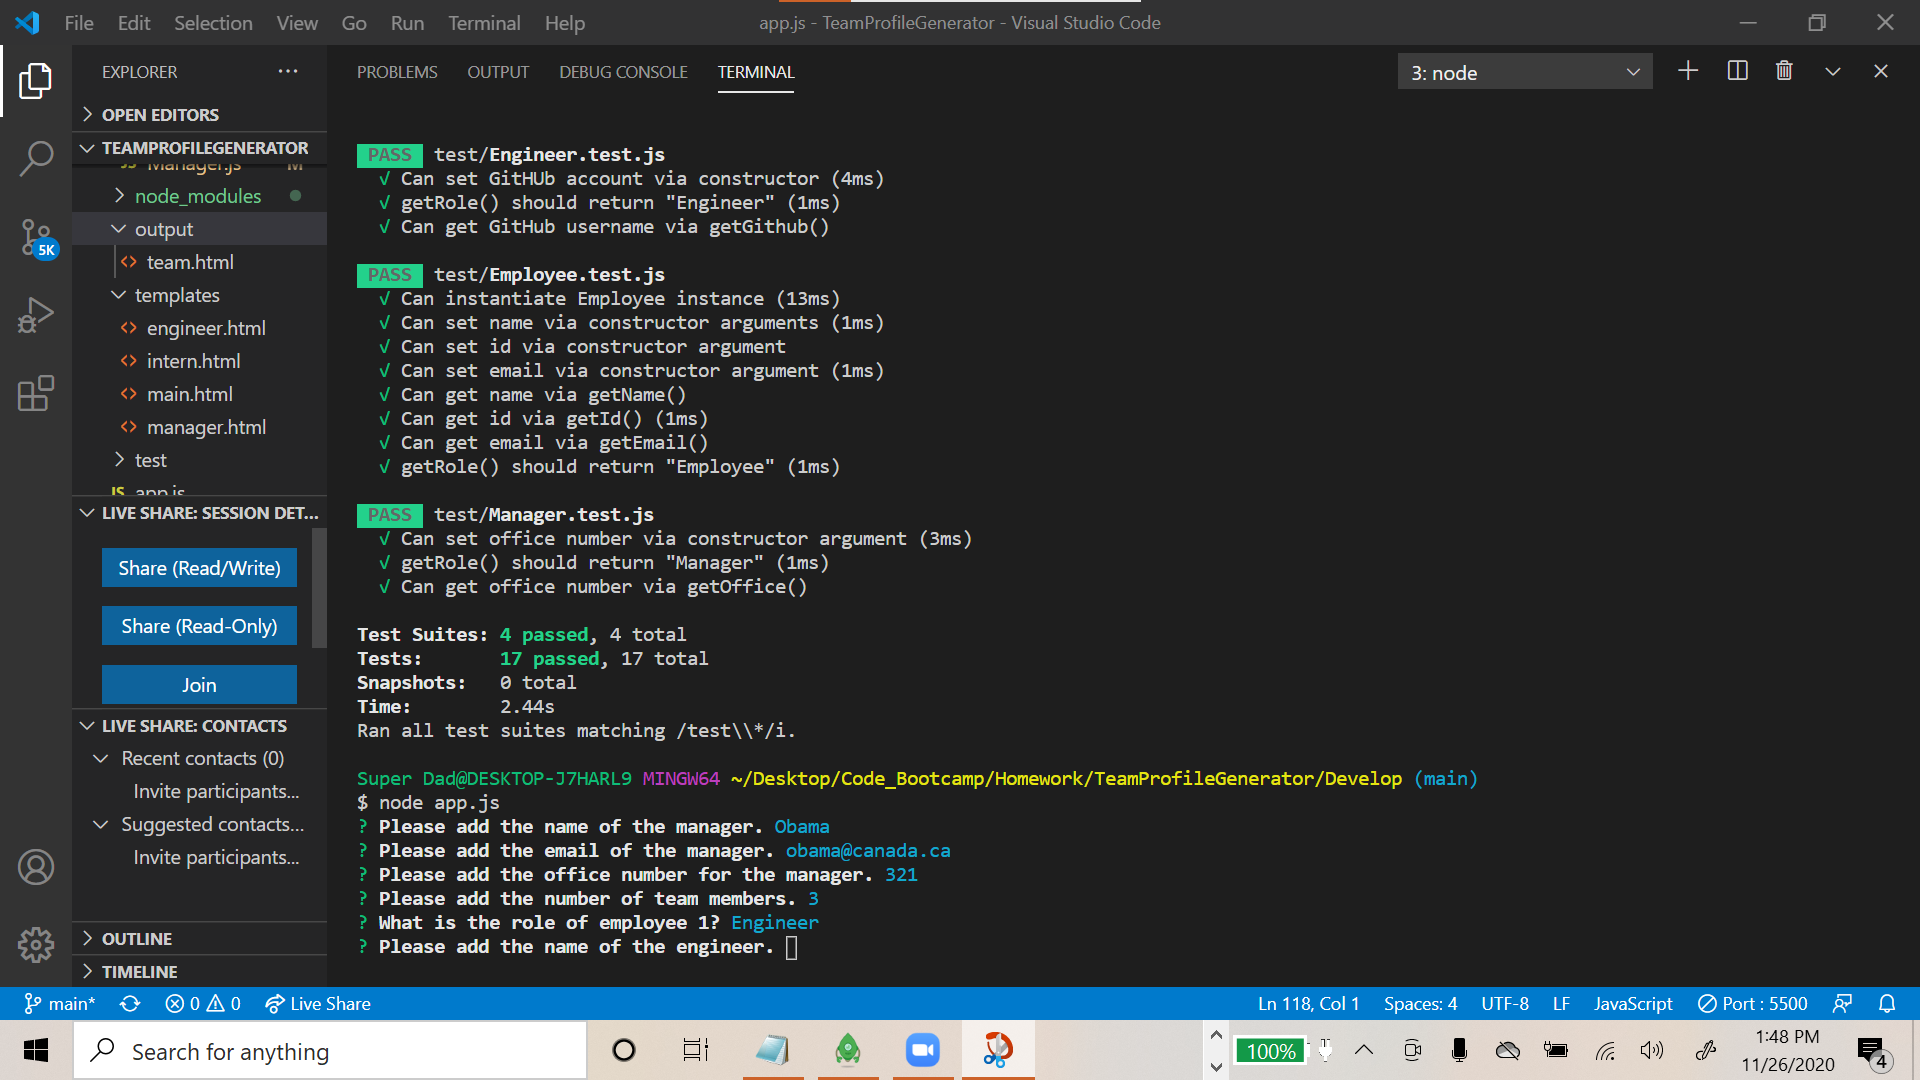 File Edit Selection View Go Run Terminal Help
app.js - TeamProfileGenerator - Visual Studio Code
EXPLORER
OPEN EDITORS
TEAMPROFILEGENERATOR
Manager.js M
node_modules
output
team.html
templates
engineer.html
intern.html
main.html
manager.html
test
JS app.js
LIVE SHARE: SESSION DET...
Share (Read/Write)
Share (Read-Only)
Join
LIVE SHARE: CONTACTS
Recent contacts (0)
Invite participants...
Suggested contacts...
Invite participants...
OUTLINE
TIMELINE
5K
PROBLEMS OUTPUT DEBUG CONSOLE TERMINAL
3: node
PASS test/Engineer.test.js
√ Can set GitHUb account via constructor (4ms)
√ getRole() should return "Engineer" (1ms)
√ Can get GitHub username via getGithub()
PASS test/Employee.test.js
√ Can instantiate Employee instance (13ms)
√ Can set name via constructor arguments (1ms)
√ Can set id via constructor argument
√ Can set email via constructor argument (1ms)
√ Can get name via getName()
√ Can get id via getId() (1ms)
√ Can get email via getEmail()
√ getRole() should return "Employee" (1ms)
PASS test/Manager.test.js
√ Can set office number via constructor argument (3ms)
√ getRole() should return "Manager" (1ms)
√ Can get office number via getOffice()
Test Suites: 4 passed, 4 total
Tests: 17 passed, 17 total
Snapshots: 0 total
Time: 2.44s
Ran all test suites matching /test\\*/i.
Super Dad@DESKTOP-J7HARL9 MINGW64 ~/Desktop/Code_Bootcamp/Homework/TeamProfileGenerator/Develop (main)
$ node app.js
? Please add the name of the manager. Obama
? Please add the email of the manager. obama@canada.ca
? Please add the office number for the manager. 321
? Please add the number of team members. 3
? What is the role of employee 1? Engineer
? Please add the name of the engineer.
main* 0 0 Live Share Ln 118, Col 1 Spaces: 4 UTF-8 LF JavaScript Port : 5500
Search for anything
100%
1:48 PM
11/26/2020
4